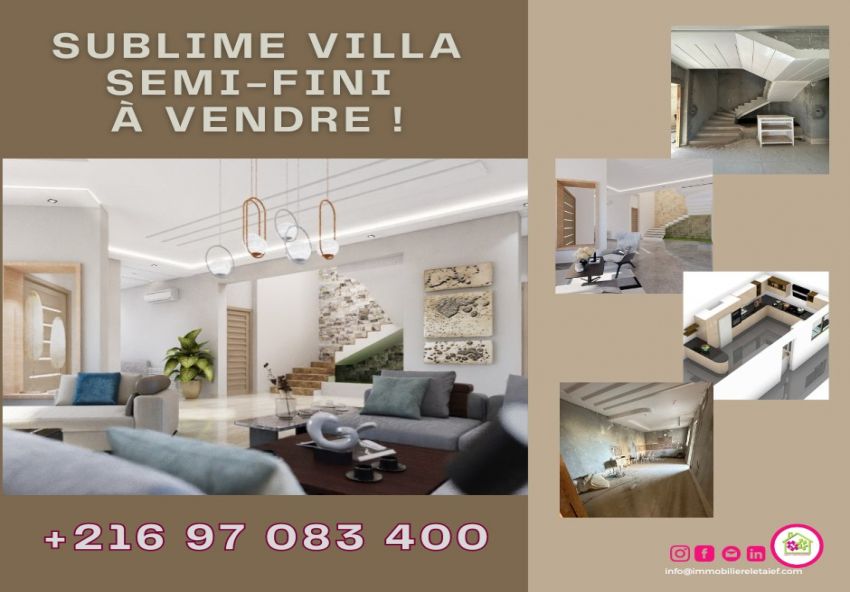 SUBLIME VILLA
SEMI-FINI
À VENDRE !
+216 97 083 400
info@immobiliereletaief.com